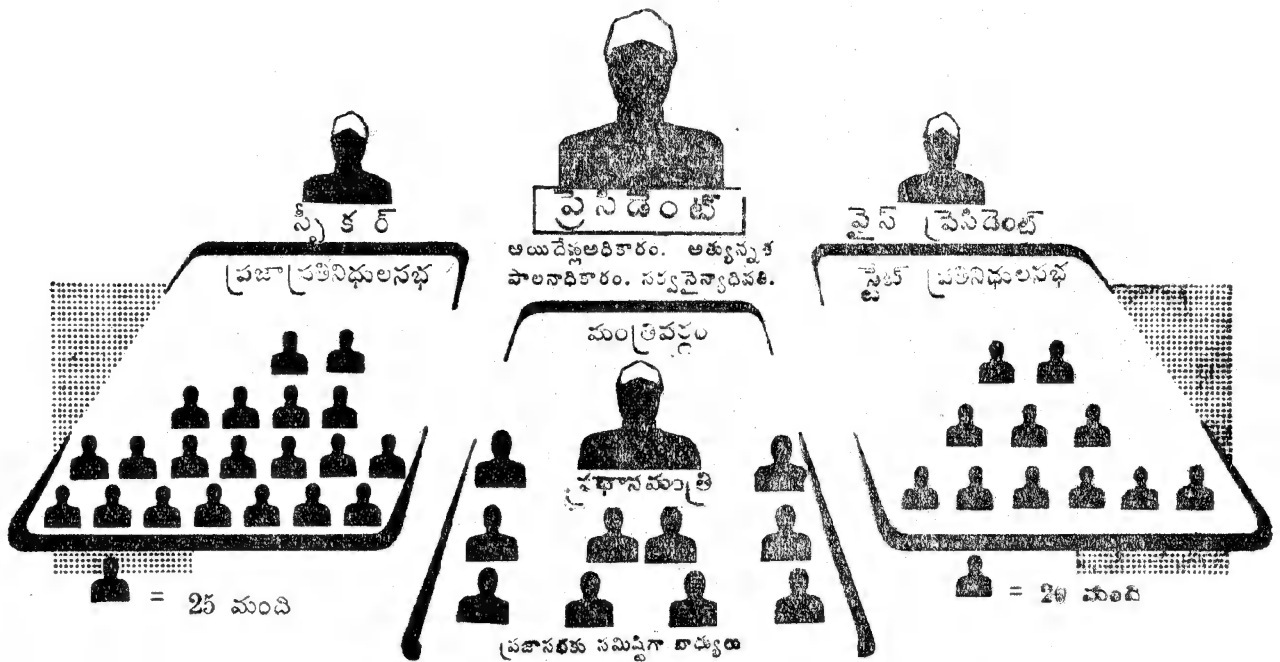 ప్రెసిడెంట్
స్పీకర్
వైస్ ప్రెసిడెంట్
అయిదేళ్లఅధికారం. అత్యున్నత
పాలనాధికారం. సర్వసైన్యాధిపతి.
ప్రజాప్రతినిధులసభ
స్టేట్ ప్రతినిధులసభ
మంత్రివర్గం
ప్రధానమంత్రి
= 25 మంది
= 20 మంది
ప్రజాసభకు సమిష్టిగా బాధ్యులు